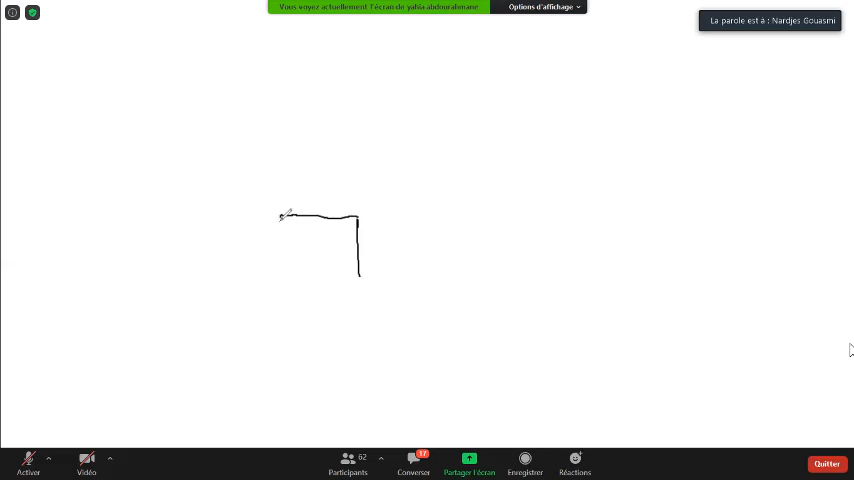 Vous voyez actuellement l'écran de yahia abdourahmane
Options d'affichage
La parole est à : Nardjes Gouasmi
62
17
Activer
Vidéo
Participants
Converser
Partager l'écran
Enregistrer
Réactions
Quitter